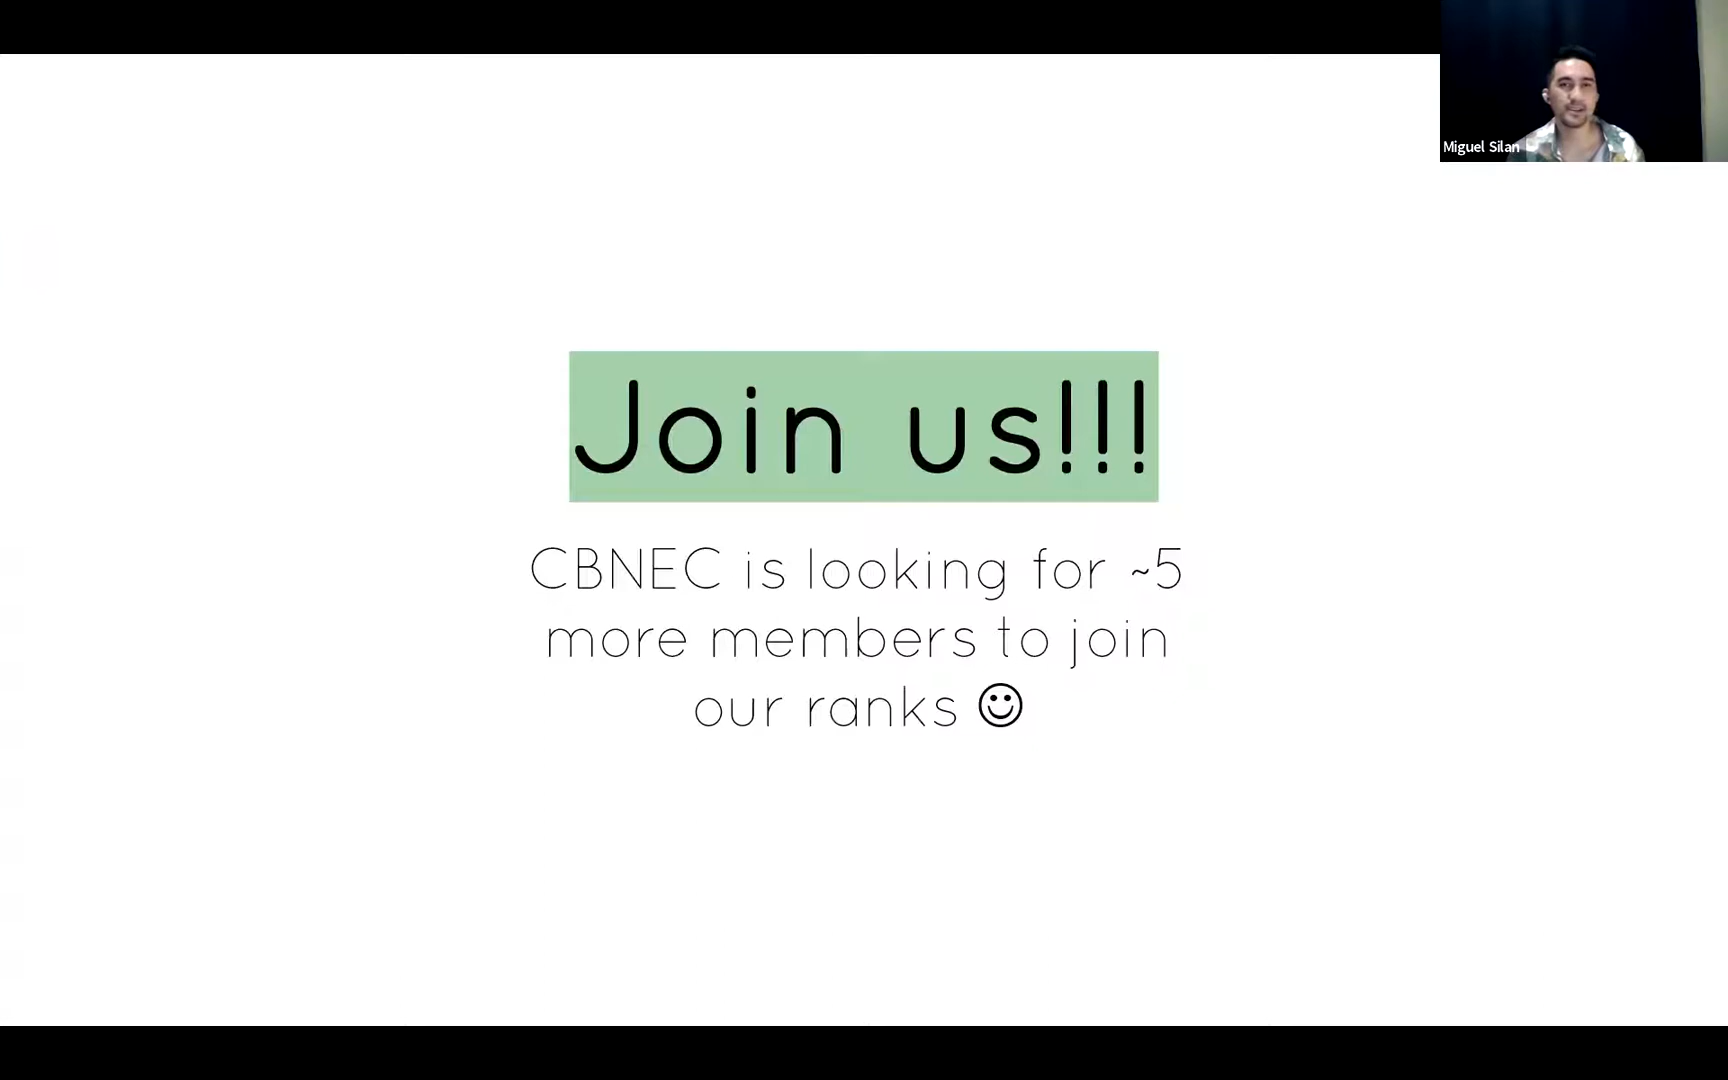 Miguel Silan
Join us!!!
CBNEC is looking for ~5
more members to join
our ranks ☺